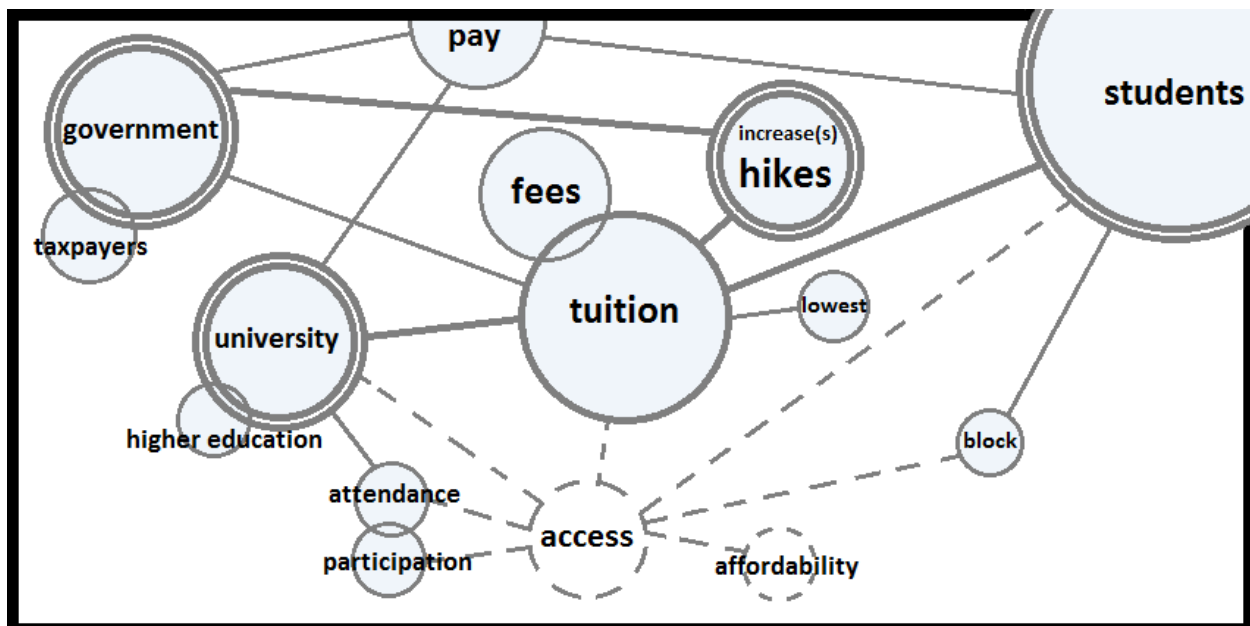 pay
students
government
increase(s)
hikes
fees
taxpayers
tuition
lowest
university
higher education
block
attendance
access
participation
affordability